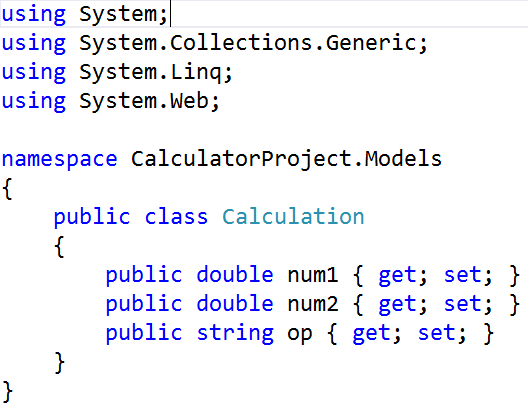 using System;
using System.Collections.Generic;
using System.Linq;
using System.Web;

namespace CalculatorProject.Models
{
    public class Calculation
    {
        public double num1 { get; set; }
        public double num2 { get; set; }
        public string op { get; set; }
    }
}